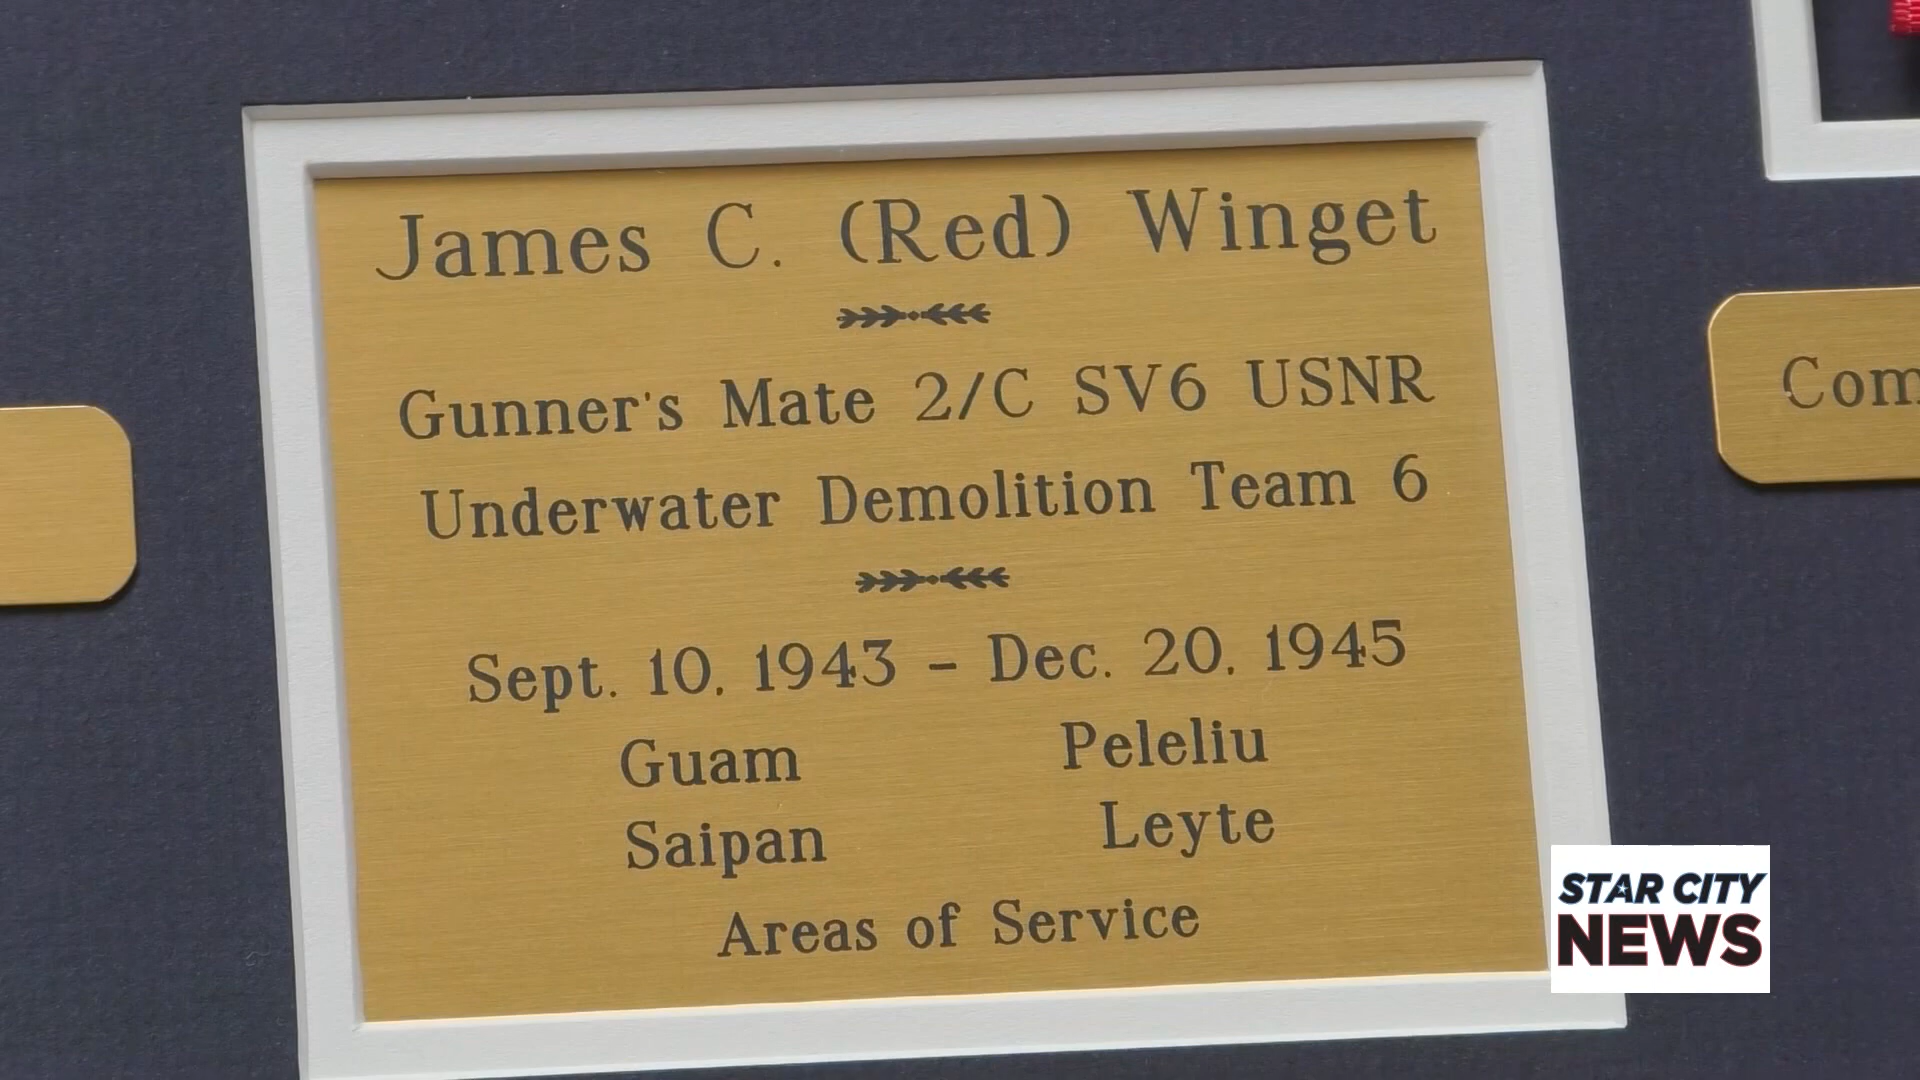 James C. (Red) Winget
Gunner's Mate 2/C SV6 USNR
Underwater Demolition Team 6
Sept. 10, 1943 – Dec. 20, 1945
Guam Peleliu
Saipan Leyte
Areas of Service
Com
STAR CITY
NEWS